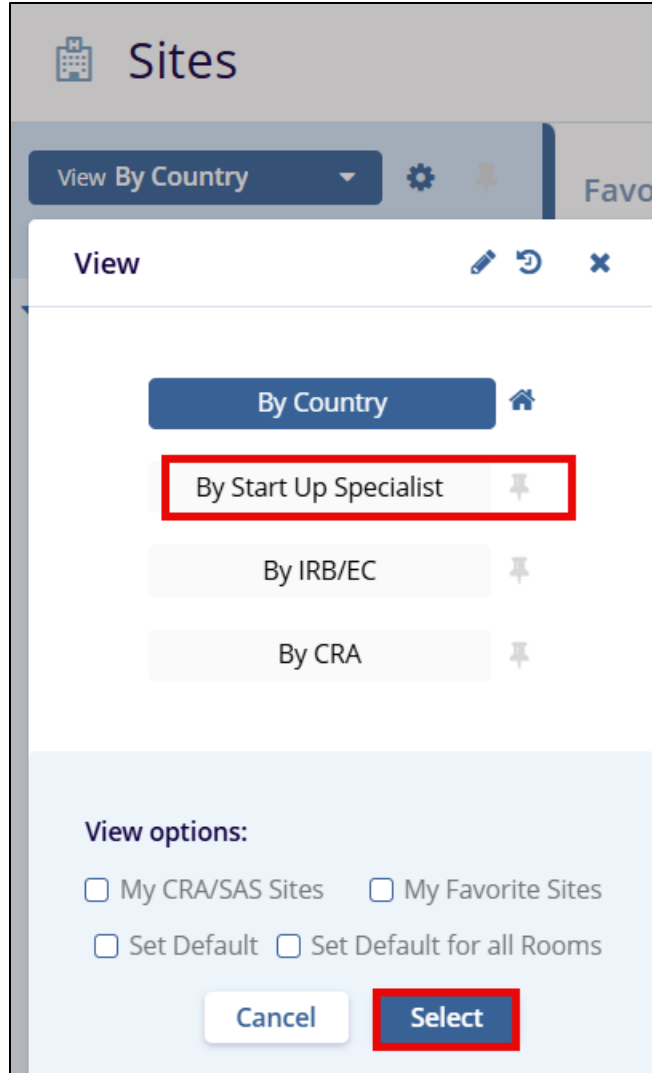 Sites
View By Country
Favo
View
By Country
By Start Up Specialist
By IRB/EC
By CRA
View options:
My CRA/SAS Sites My Favorite Sites
Set Default Set Default for all Rooms
Cancel Select